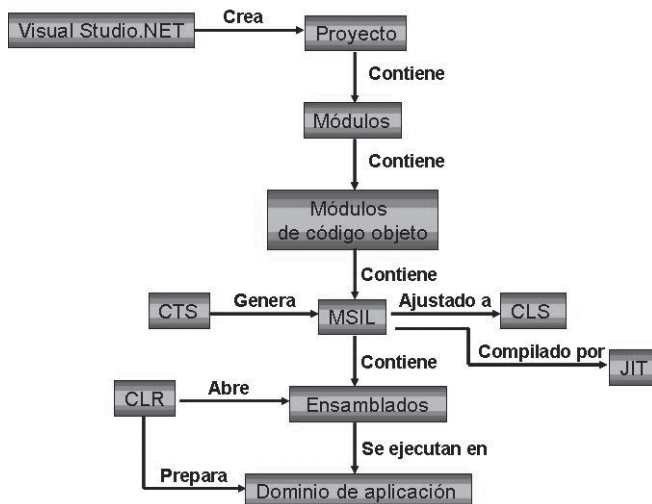 Crea
Visual Studio.NET
Proyecto
Contiene
Módulos
Contiene
Módulos
de código objeto
Contiene
Genera
Ajustado a
CTS
MSIL
CLS
Contiene
Compilado por
JIT
CLR
Abre
Ensamblados
Se ejecutan en
Prepara
Dominio de aplicación